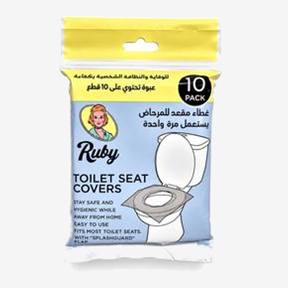 للوقاية والنظافة الشخصية بكفاءة
عبوة تحتوي على 10 قطع
10
PACK
غطاء مقعد للمرحاض
يستعمل مرة واحدة
Ruby
TOILET SEAT
COVERS
STAY SAFE AND
HYGIENIC WHILE
AWAY FROM HOME
EASY TO USE
FITS MOST TOILET SEATS
WITH "SPLASHGUARD"
FLAP